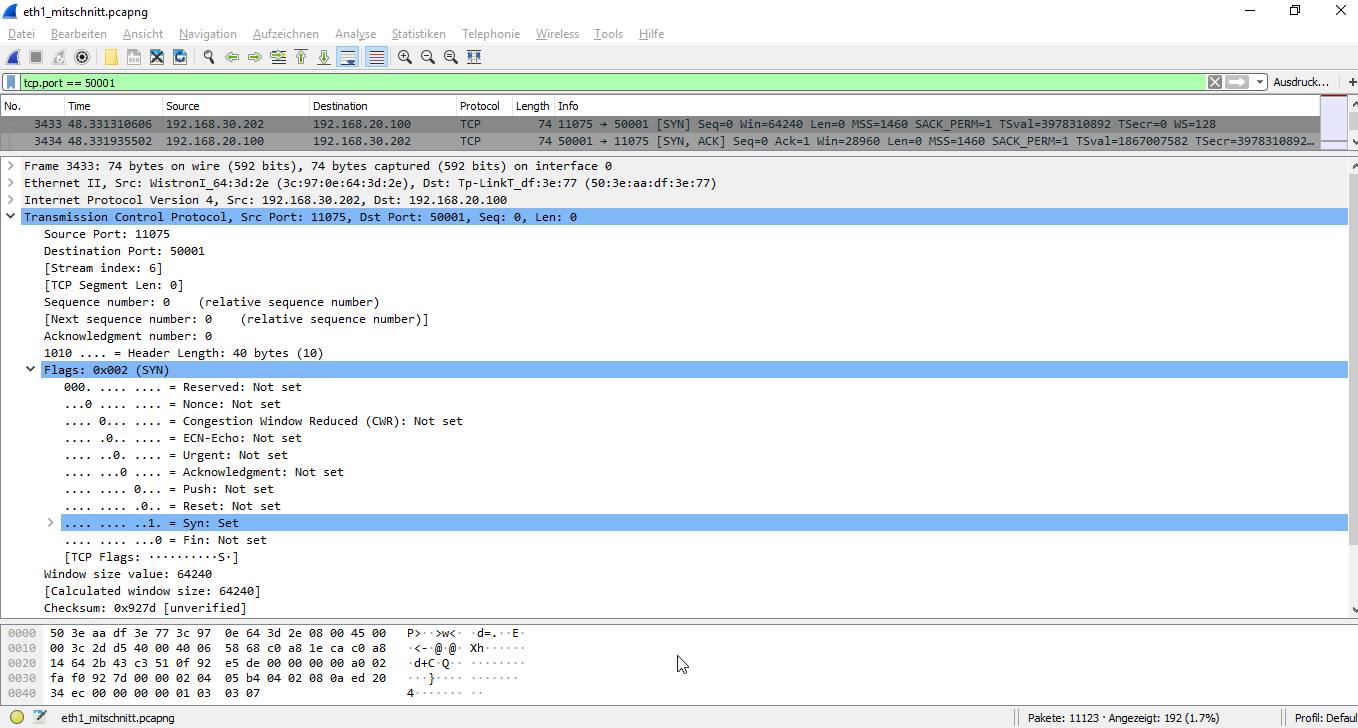 eth1_mitschnitt.pcapng
Datei Bearbeiten Ansicht Navigation Aufzeichnen Analyse Statistiken Telephonie Wireless Tools Hilfe
tcp.port == 50001 Ausdruck… +
No. Time Source Destination Protocol Length Info
3433 48.331310606 192.168.30.202 192.168.20.100 TCP 74 11075 → 50001 [SYN] Seq=0 Win=64240 Len=0 MSS=1460 SACK_PERM=1 TSval=3978310892 TSecr=0 WS=128
3434 48.331935502 192.168.20.100 192.168.30.202 TCP 74 50001 → 11075 [SYN, ACK] Seq=0 Ack=1 Win=28960 Len=0 MSS=1460 SACK_PERM=1 TSval=1867007582 TSecr=3978310892…
Frame 3433: 74 bytes on wire (592 bits), 74 bytes captured (592 bits) on interface 0
Ethernet II, Src: WistronI_64:3d:2e (3c:97:0e:64:3d:2e), Dst: Tp-LinkT_df:3e:77 (50:3e:aa:df:3e:77)
Internet Protocol Version 4, Src: 192.168.30.202, Dst: 192.168.20.100
Transmission Control Protocol, Src Port: 11075, Dst Port: 50001, Seq: 0, Len: 0
Source Port: 11075
Destination Port: 50001
[Stream index: 6]
[TCP Segment Len: 0]
Sequence number: 0 (relative sequence number)
[Next sequence number: 0 (relative sequence number)]
Acknowledgment number: 0
1010 .... = Header Length: 40 bytes (10)
Flags: 0x002 (SYN)
000. .... .... = Reserved: Not set
...0 .... .... = Nonce: Not set
.... 0... .... = Congestion Window Reduced (CWR): Not set
.... .0.. .... = ECN-Echo: Not set
.... ..0. .... = Urgent: Not set
.... ...0 .... = Acknowledgment: Not set
.... .... 0... = Push: Not set
.... .... .0.. = Reset: Not set
.... .... ..1. = Syn: Set
.... .... ...0 = Fin: Not set
[TCP Flags: ··········S·]
Window size value: 64240
[Calculated window size: 64240]
Checksum: 0x927d [unverified]
0000 50 3e aa df 3e 77 3c 97 0e 64 3d 2e 08 00 45 00 P>··>w<· ·d=.··E·
0010 00 3c 2d d5 40 00 40 06 58 68 c0 a8 1e ca c0 a8 ·<-·@·@· Xh······
0020 14 64 2b 43 c3 51 0f 92 e5 de 00 00 00 00 a0 02 ·d+C·Q·· ········
0030 fa f0 92 7d 00 00 02 04 05 b4 04 02 08 0a ed 20 ···}···· ·······
0040 34 ec 00 00 00 00 01 03 03 07 4······· ··
eth1_mitschnitt.pcapng Pakete: 11123 · Angezeigt: 192 (1.7%) Profil: Defaul